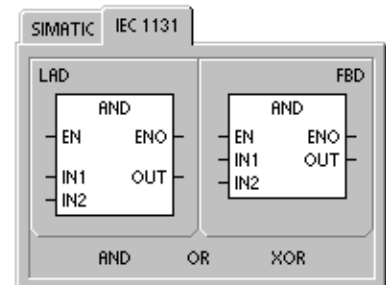 SIMATIC IEC 1131
LAD FBD
AND AND
EN ENO EN ENO
IN1 OUT IN1 OUT
IN2 IN2
AND OR XOR